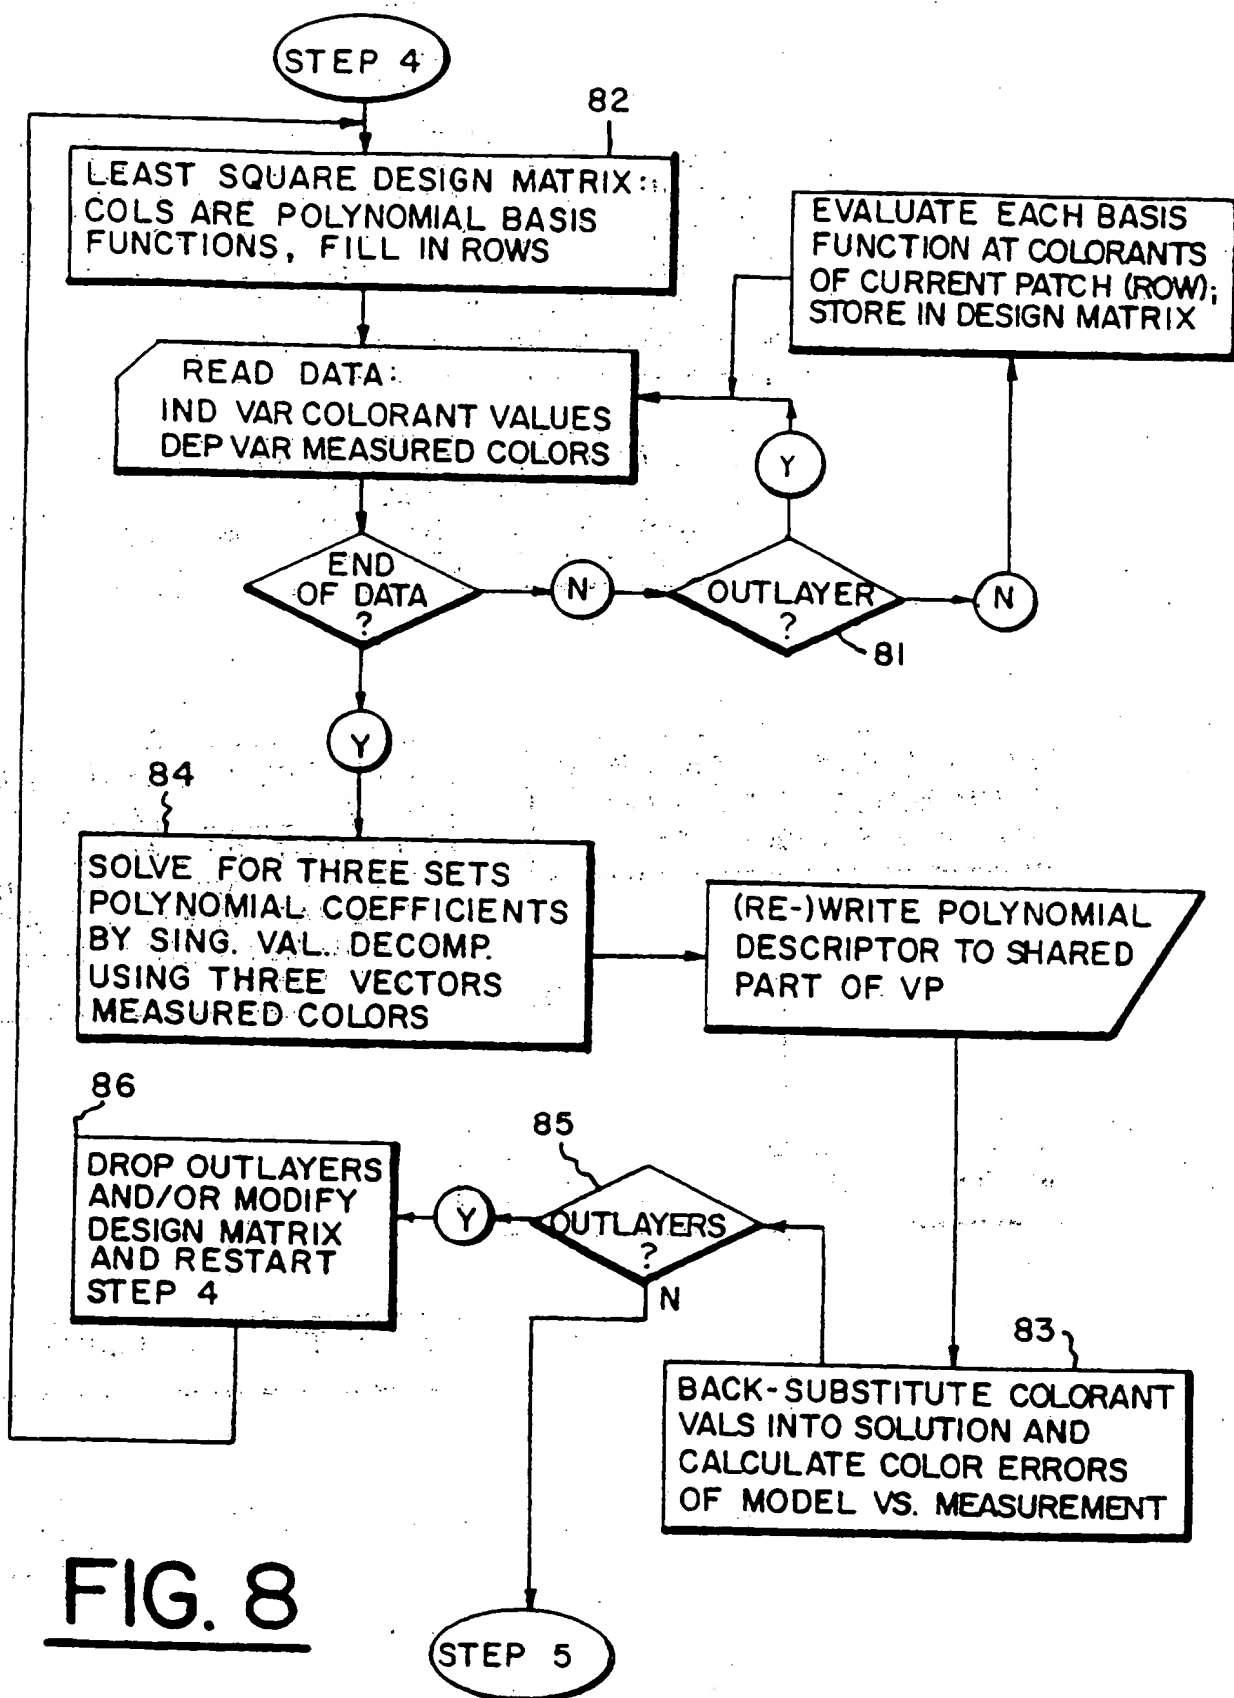 STEP 4
82
LEAST SQUARE DESIGN MATRIX:
COLS ARE POLYNOMIAL BASIS
FUNCTIONS, FILL IN ROWS
EVALUATE EACH BASIS
FUNCTION AT COLORANTS
OF CURRENT PATCH (ROW);
STORE IN DESIGN MATRIX
READ DATA:
IND VAR COLORANT VALUES
DEP VAR MEASURED COLORS
Y
END
OF DATA
?
N
OUTLAYER
?
N
81
Y
84
SOLVE FOR THREE SETS
POLYNOMIAL COEFFICIENTS
BY SING. VAL. DECOMP.
USING THREE VECTORS
MEASURED COLORS
(RE-)WRITE POLYNOMIAL
DESCRIPTOR TO SHARED
PART OF VP
86
DROP OUTLAYERS
AND/OR MODIFY
DESIGN MATRIX
AND RESTART
STEP 4
Y
85
OUTLAYERS
?
N
83
BACK-SUBSTITUTE COLORANT
VALS INTO SOLUTION AND
CALCULATE COLOR ERRORS
OF MODEL VS. MEASUREMENT
FIG. 8
STEP 5